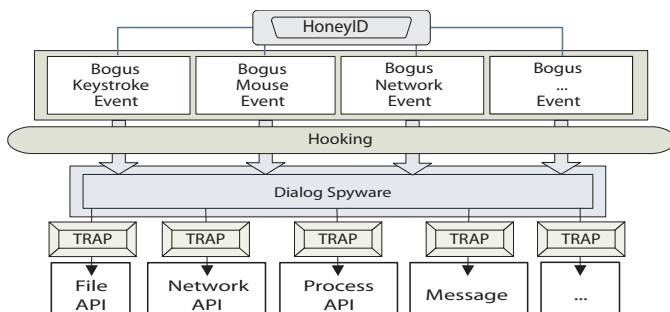 HoneyID
Bogus
Keystroke
Event
Bogus
Mouse
Event
Bogus
Network
Event
Bogus
...
Event
Hooking
Dialog Spyware
TRAP
TRAP
TRAP
TRAP
TRAP
File
API
Network
API
Process
API
Message
...